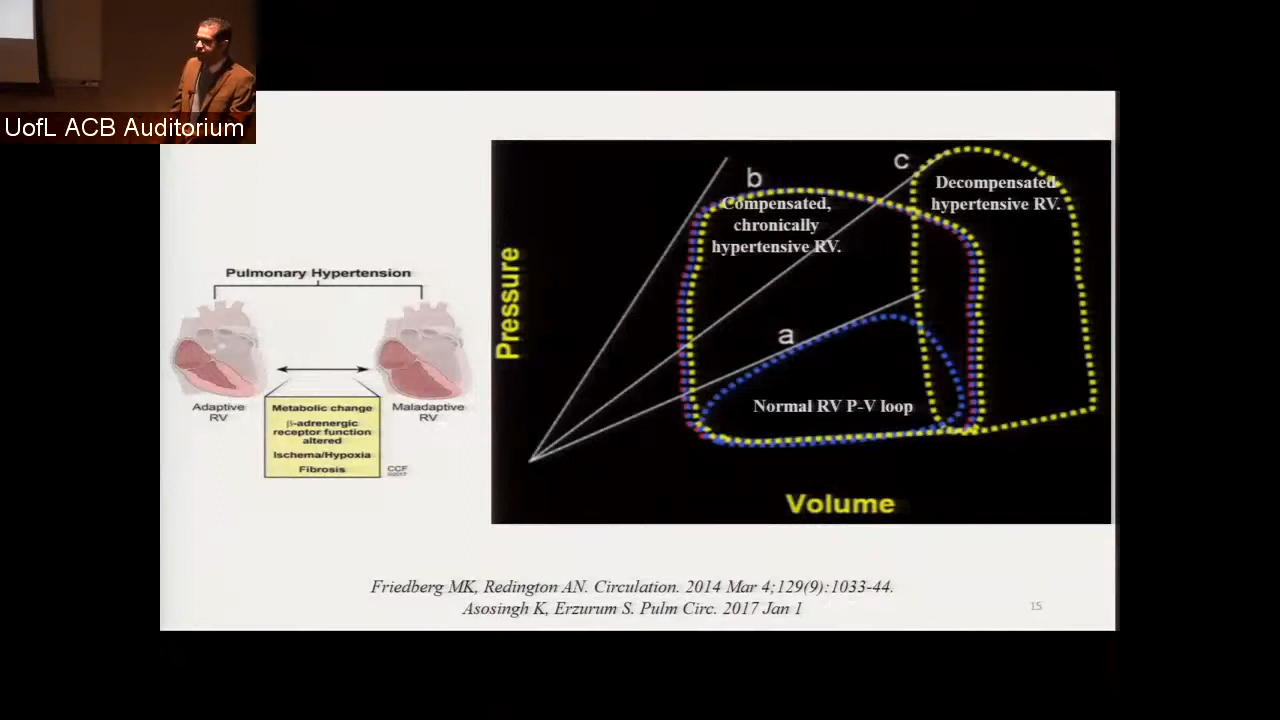 UofL ACB Auditorium
Pulmonary Hypertension
Adaptive
RV
Maladaptive
RV
Metabolic change
β-adrenergic
receptor function
altered
Ischema/Hypoxia
Fibrosis
CCF
Pressure
b
Compensated,
chronically
hypertensive RV.
c
Decompensated
hypertensive RV.
a
Normal RV P-V loop
Volume
Friedberg MK, Redington AN. Circulation. 2014 Mar 4;129(9):1033-44.
Asosingh K, Erzurum S. Pulm Circ. 2017 Jan 1
15